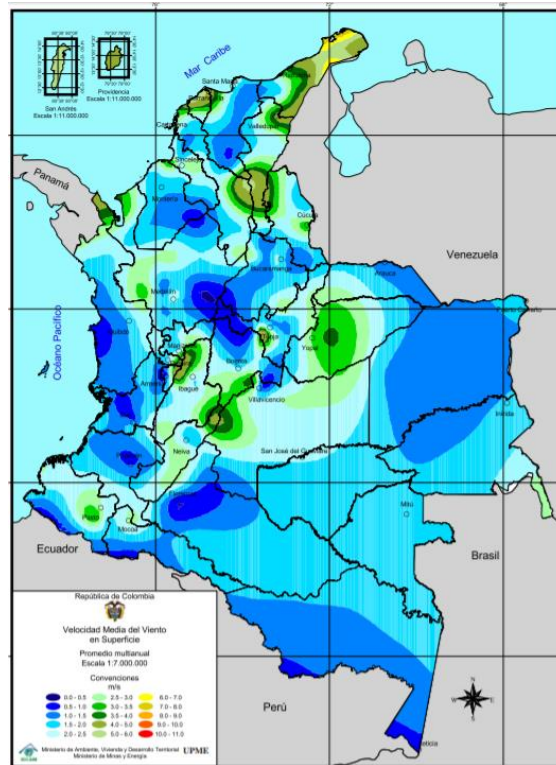 Mar Caribe
San Andrés
Escala 1:11.000.000
Providencia
Escala 1:11.000.000
Santa Marta
Barranquilla
Cartagena
Valledupar
Sincelejo
Panamá
Montería
Cúcuta
Venezuela
Bucaramanga
Arauca
Medellín
Puerto Carreño
Océano Pacífico
Quibdó
Tunja
Yopal
Manizales
Bogotá
Armenia
Ibagué
Villavicencio
Inírida
Neiva
San José del Guaviare
Popayán
Florencia
Mitú
Pasto
Mocoa
Ecuador
Brasil
República de Colombia
Velocidad Media del Viento
en Superficie
Promedio multianual
Escala 1:7.000.000
Convenciones
m/s
0.0 - 0.5 2.5 - 3.0 6.0 - 7.0
0.5 - 1.0 3.0 - 3.5 7.0 - 8.0
1.0 - 1.5 3.5 - 4.0 8.0 - 9.0
1.5 - 2.0 4.0 - 5.0 9.0 - 10.0
2.0 - 2.5 5.0 - 6.0 10.0 - 11.0
Ministerio de Ambiente, Vivienda y Desarrollo Territorial
Ministerio de Minas y Energía
UPME
Perú
N
W E
S
Leticia